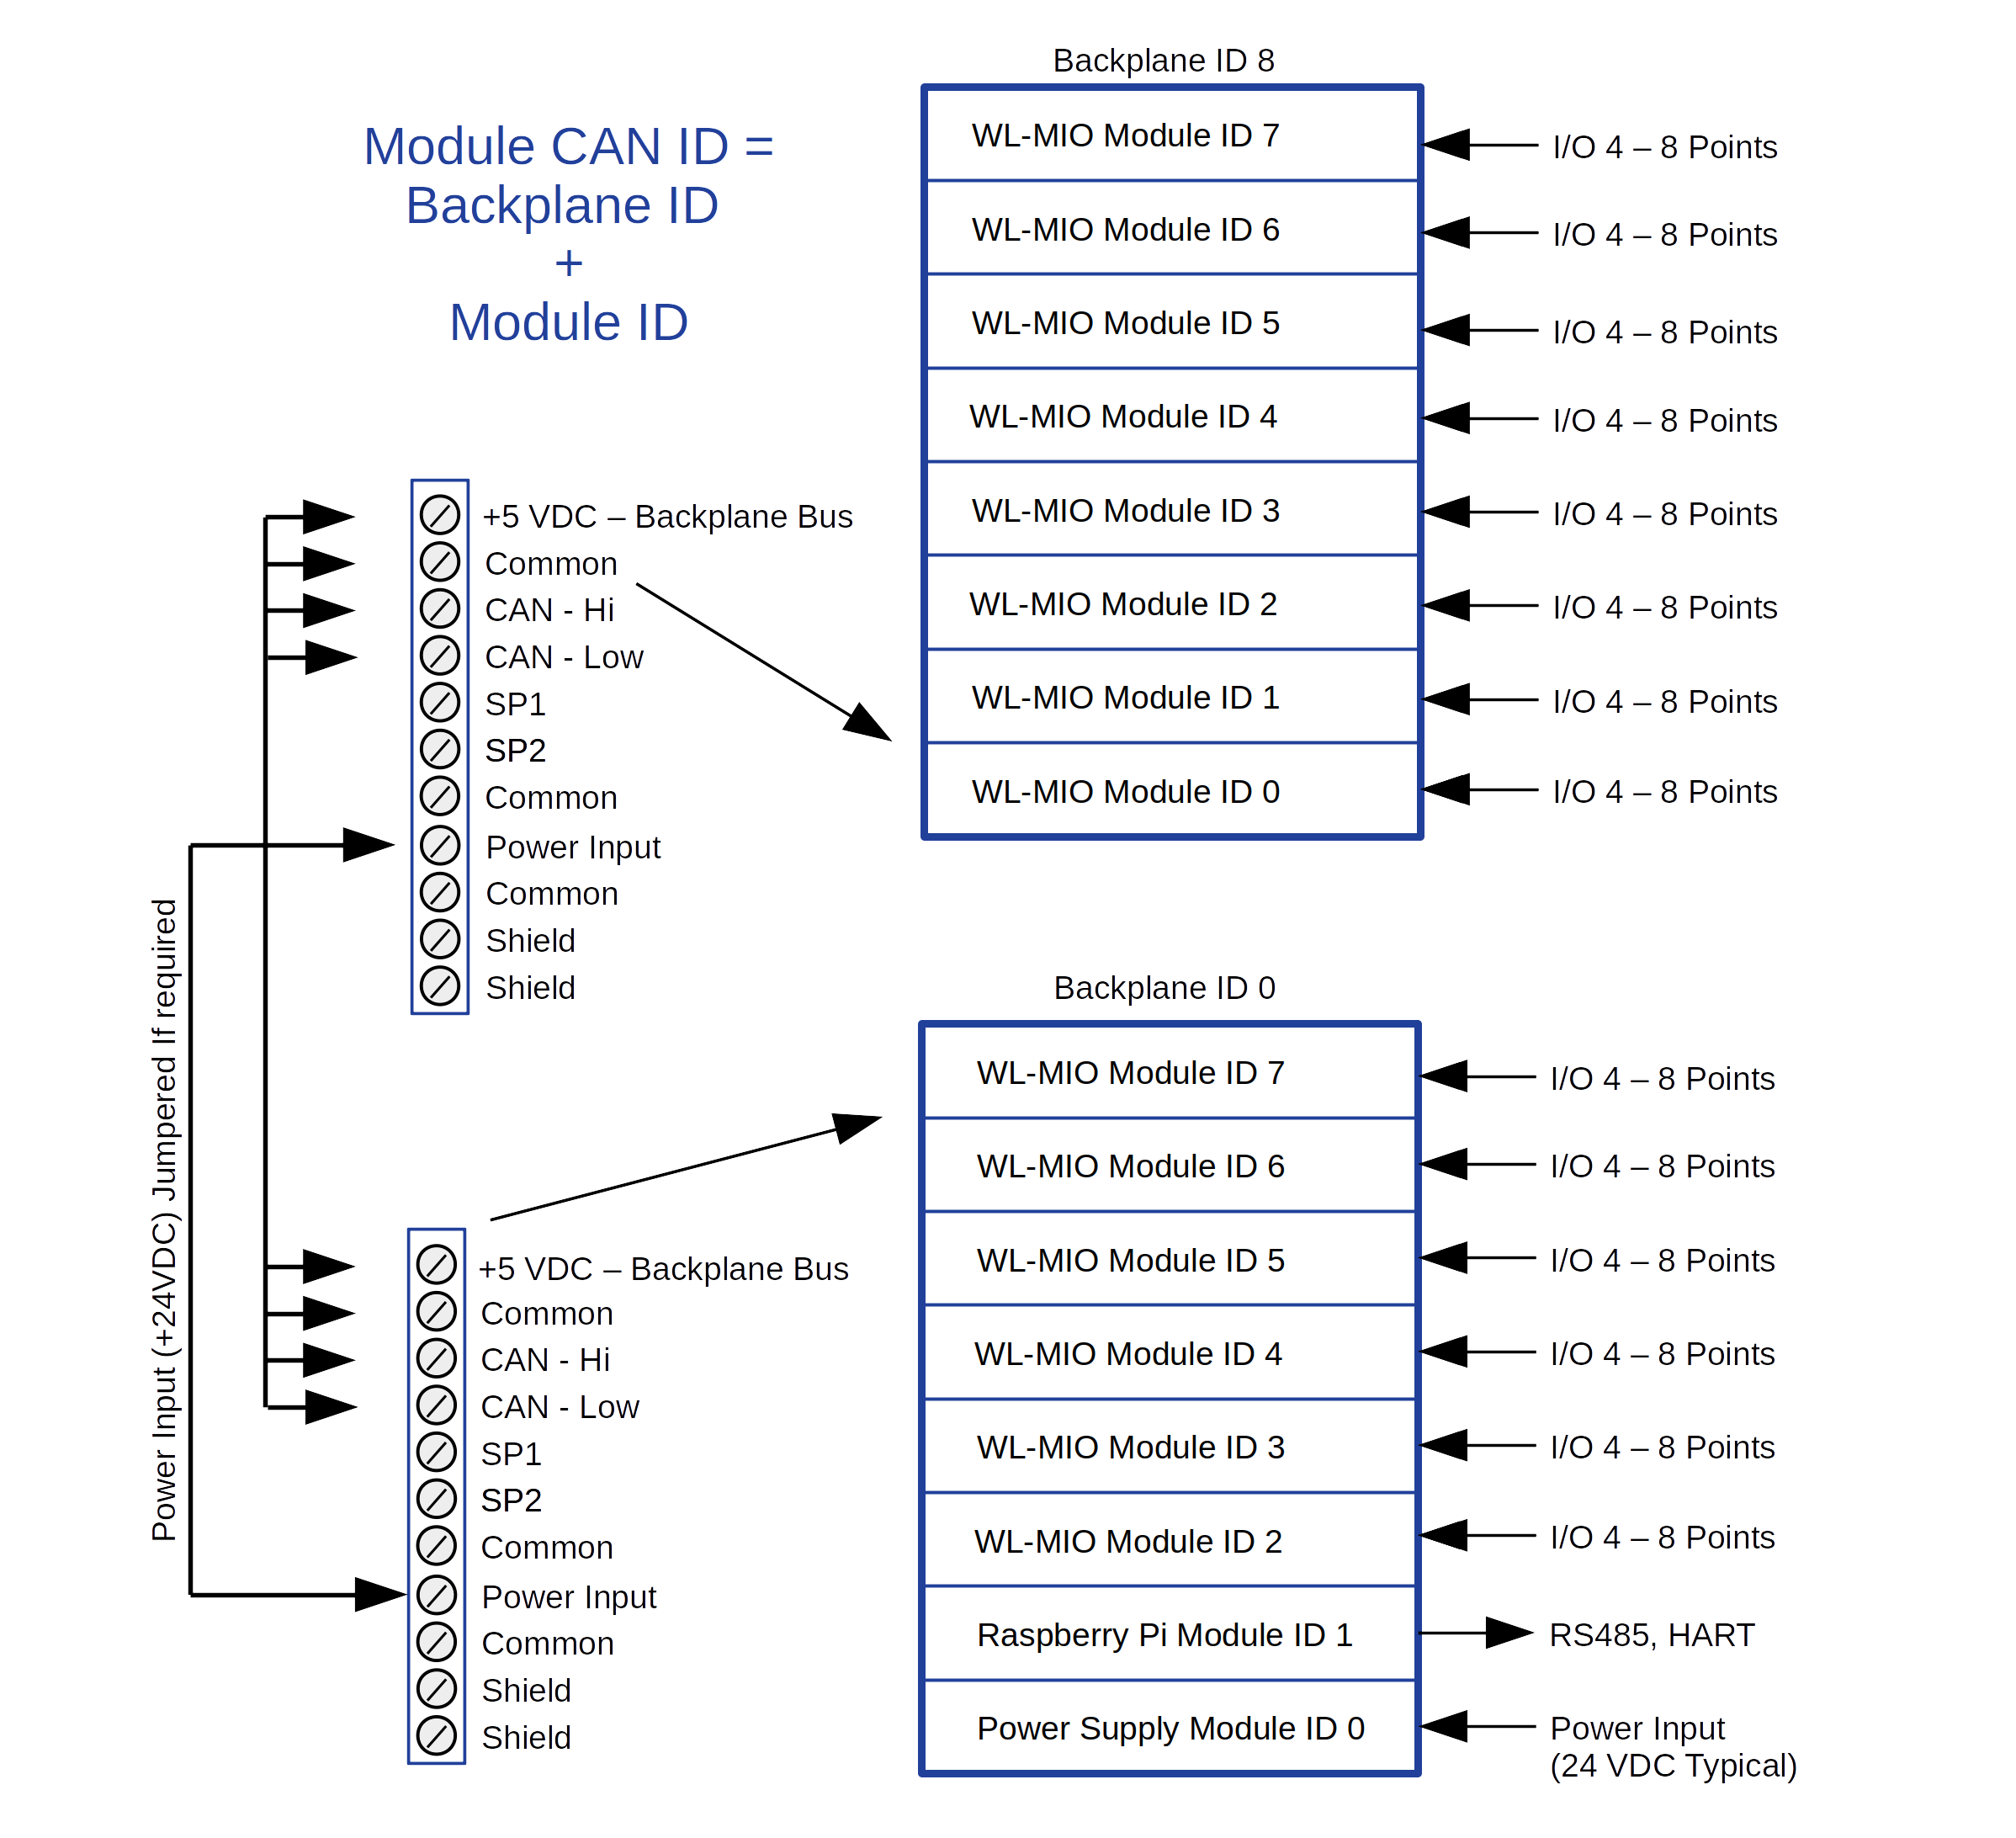 Backplane ID 8
Module CAN ID =
Backplane ID
+
Module ID
WL-MIO Module ID 7
I/O 4 – 8 Points
WL-MIO Module ID 6
I/O 4 – 8 Points
WL-MIO Module ID 5
I/O 4 – 8 Points
WL-MIO Module ID 4
I/O 4 – 8 Points
WL-MIO Module ID 3
I/O 4 – 8 Points
WL-MIO Module ID 2
I/O 4 – 8 Points
WL-MIO Module ID 1
I/O 4 – 8 Points
WL-MIO Module ID 0
I/O 4 – 8 Points
+5 VDC – Backplane Bus
Common
CAN - Hi
CAN - Low
SP1
SP2
Common
Power Input
Common
Shield
Shield
Power Input (+24VDC) Jumpered If required
Backplane ID 0
WL-MIO Module ID 7
I/O 4 – 8 Points
WL-MIO Module ID 6
I/O 4 – 8 Points
WL-MIO Module ID 5
I/O 4 – 8 Points
WL-MIO Module ID 4
I/O 4 – 8 Points
WL-MIO Module ID 3
I/O 4 – 8 Points
WL-MIO Module ID 2
I/O 4 – 8 Points
Raspberry Pi Module ID 1
RS485, HART
Power Supply Module ID 0
Power Input
(24 VDC Typical)
+5 VDC – Backplane Bus
Common
CAN - Hi
CAN - Low
SP1
SP2
Common
Power Input
Common
Shield
Shield